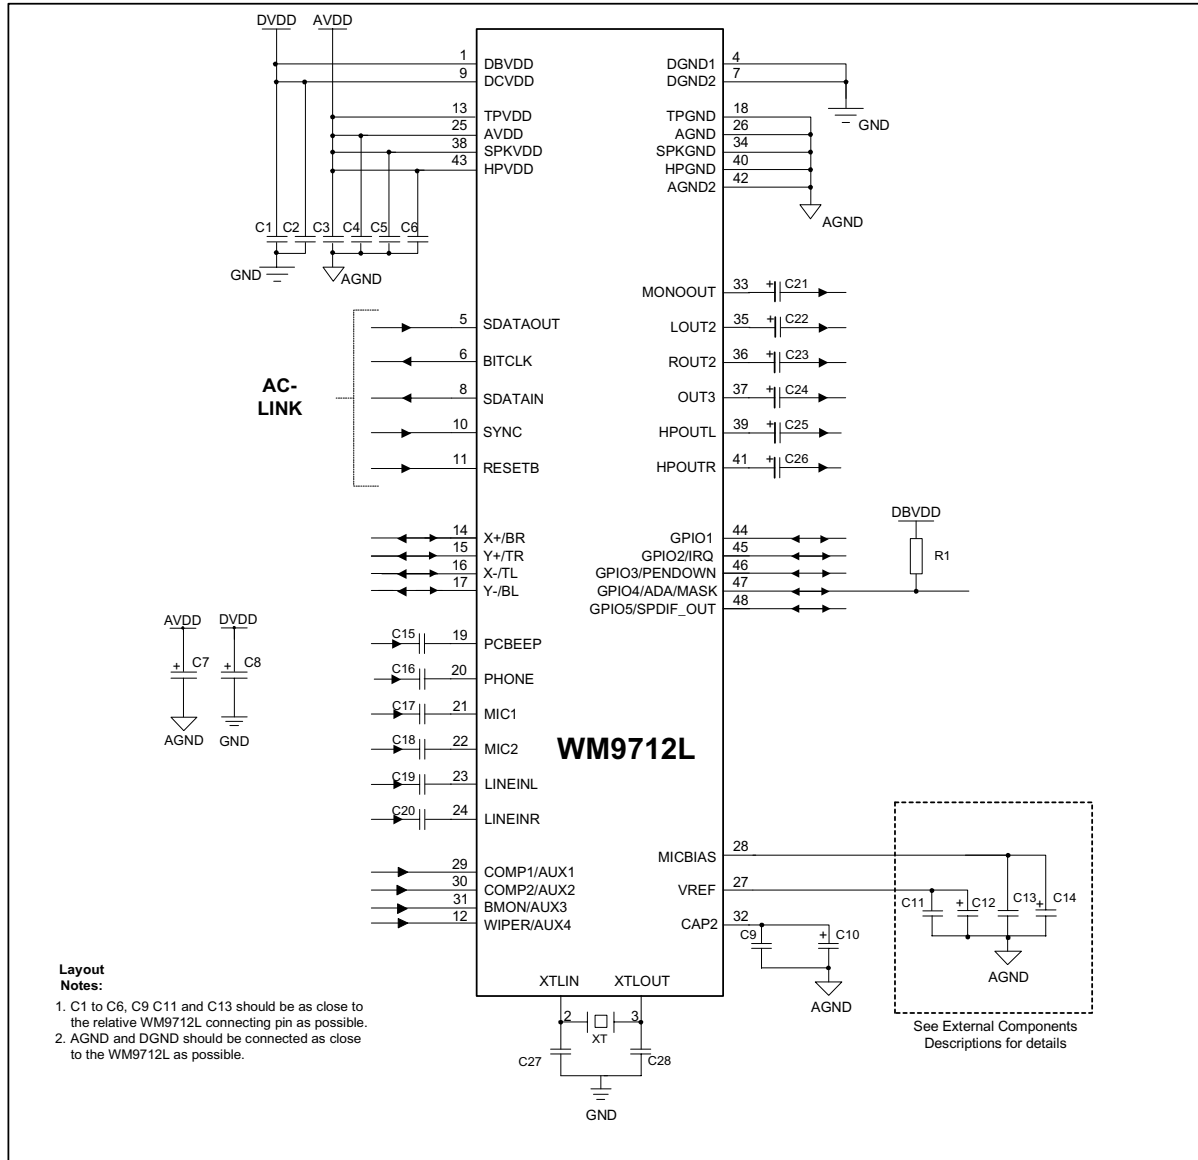 DVDD AVDD
1 DBVDD
9 DCVDD
13 TPVDD
25 AVDD
38 SPKVDD
43 HPVDD
C1 C2 C3 C4 C5 C6
GND AGND
DGND1 4
DGND2 7
GND
TPGND 18
AGND 26
SPKGND 34
HPGND 40
AGND2 42
AGND
AC-
LINK
5 SDATAOUT
6 BITCLK
8 SDATAIN
10 SYNC
11 RESETB
MONOOUT 33 + C21
LOUT2 35 + C22
ROUT2 36 + C23
OUT3 37 + C24
HPOUTL 39 + C25
HPOUTR 41 + C26
14 X+/BR
15 Y+/TR
16 X-/TL
17 Y-/BL
DBVDD
R1
GPIO1 44
GPIO2/IRQ 45
GPIO3/PENDOWN 46
GPIO4/ADA/MASK 47
GPIO5/SPDIF_OUT 48
AVDD DVDD
+ C7 + C8
AGND GND
C15 19 PCBEEP
C16 20 PHONE
C17 21 MIC1
C18 22 MIC2
C19 23 LINEINL
C20 24 LINEINR
WM9712L
29 COMP1/AUX1
30 COMP2/AUX2
31 BMON/AUX3
12 WIPER/AUX4
MICBIAS 28
VREF 27
CAP2 32
C9 + C10
AGND
C11 + C12 C13 + C14
AGND
See External Components
Descriptions for details
XTLIN XTLOUT
2 3
XT
C27 C28
GND
Layout
Notes:
1. C1 to C6, C9 C11 and C13 should be as close to
the relative WM9712L connecting pin as possible.
2. AGND and DGND should be connected as close
to the WM9712L as possible.